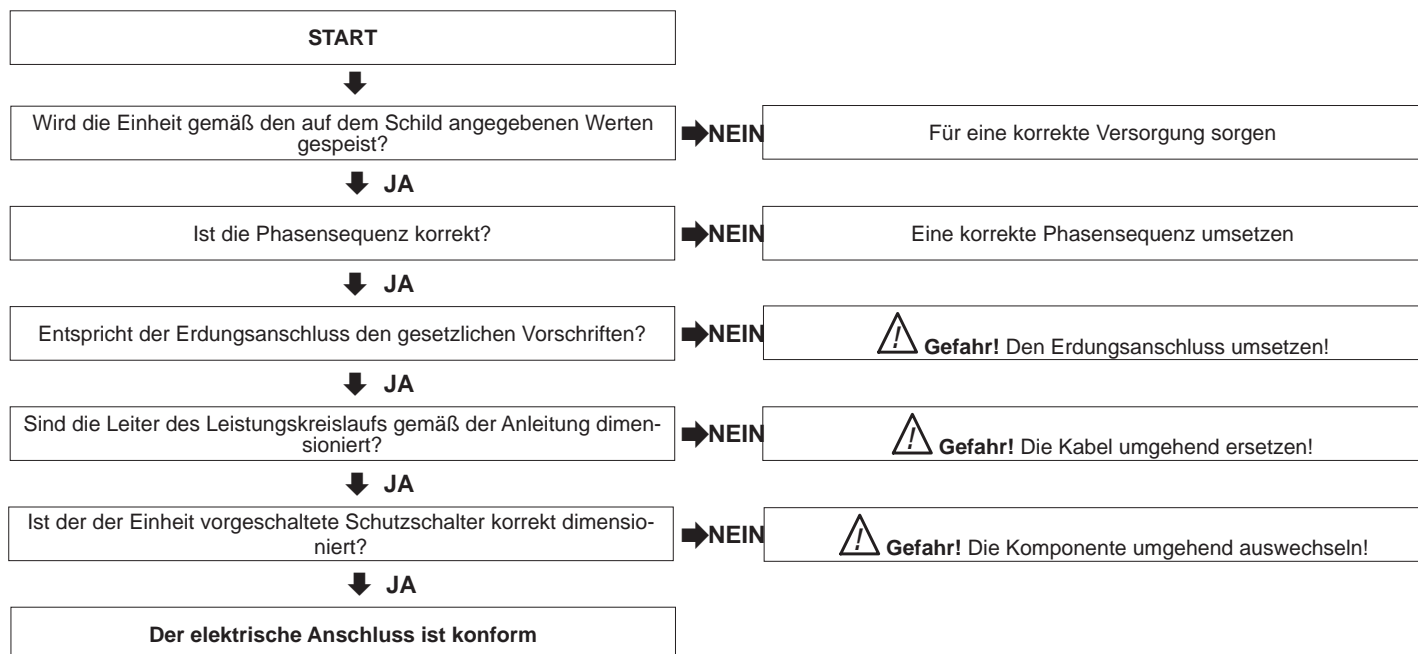 START
Wird die Einheit gemäß den auf dem Schild angegebenen Werten
gespeist?
NEIN
Für eine korrekte Versorgung sorgen
JA
Ist die Phasensequenz korrekt?
NEIN
Eine korrekte Phasensequenz umsetzen
JA
Entspricht der Erdungsanschluss den gesetzlichen Vorschriften?
NEIN
Gefahr! Den Erdungsanschluss umsetzen!
JA
Sind die Leiter des Leistungskreislaufs gemäß der Anleitung dimen-
sioniert?
NEIN
Gefahr! Die Kabel umgehend ersetzen!
JA
Ist der der Einheit vorgeschaltete Schutzschalter korrekt dimensio-
niert?
NEIN
Gefahr! Die Komponente umgehend auswechseln!
JA
Der elektrische Anschluss ist konform